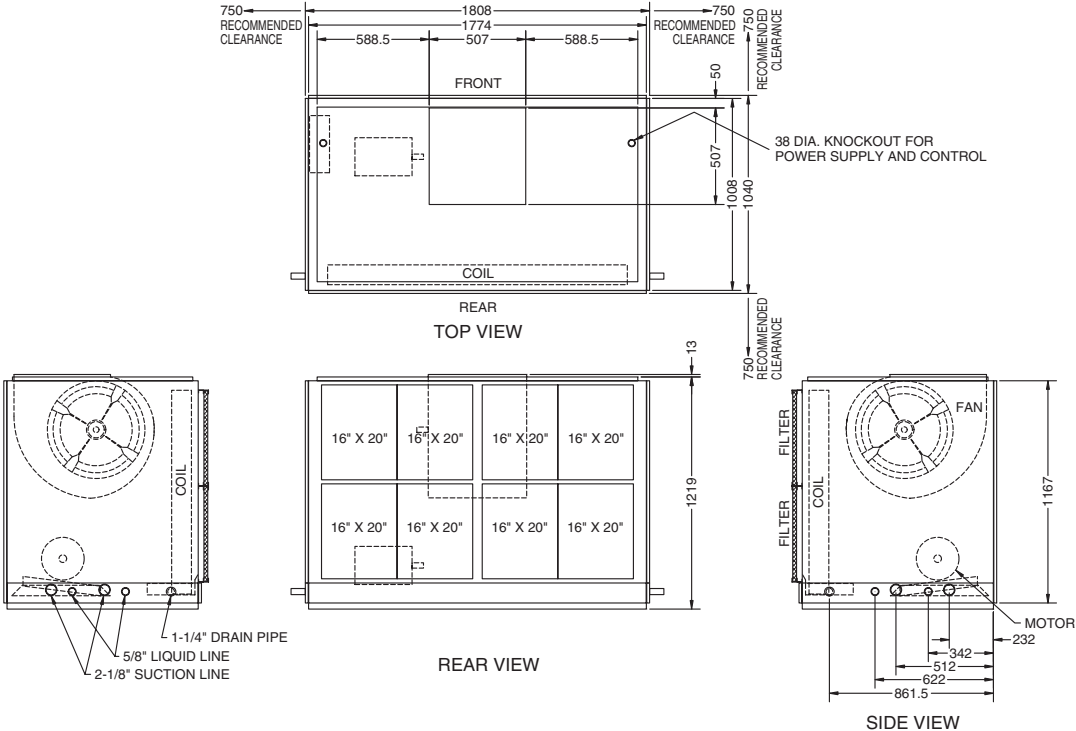 750
1808
750
RECOMMENDED
CLEARANCE
1774
RECOMMENDED
CLEARANCE
588.5
507
588.5
750
RECOMMENDED
CLEARANCE
50
FRONT
38 DIA. KNOCKOUT FOR
POWER SUPPLY AND CONTROL
507
1008
1040
COIL
REAR
TOP VIEW
750
RECOMMENDED
CLEARANCE
13
COIL
16" X 20"
16" X 20"
16" X 20"
16" X 20"
16" X 20"
16" X 20"
16" X 20"
16" X 20"
1219
FILTER
FILTER
COIL
FAN
1167
1-1/4" DRAIN PIPE
5/8" LIQUID LINE
2-1/8" SUCTION LINE
REAR VIEW
MOTOR
232
342
512
622
861.5
SIDE VIEW